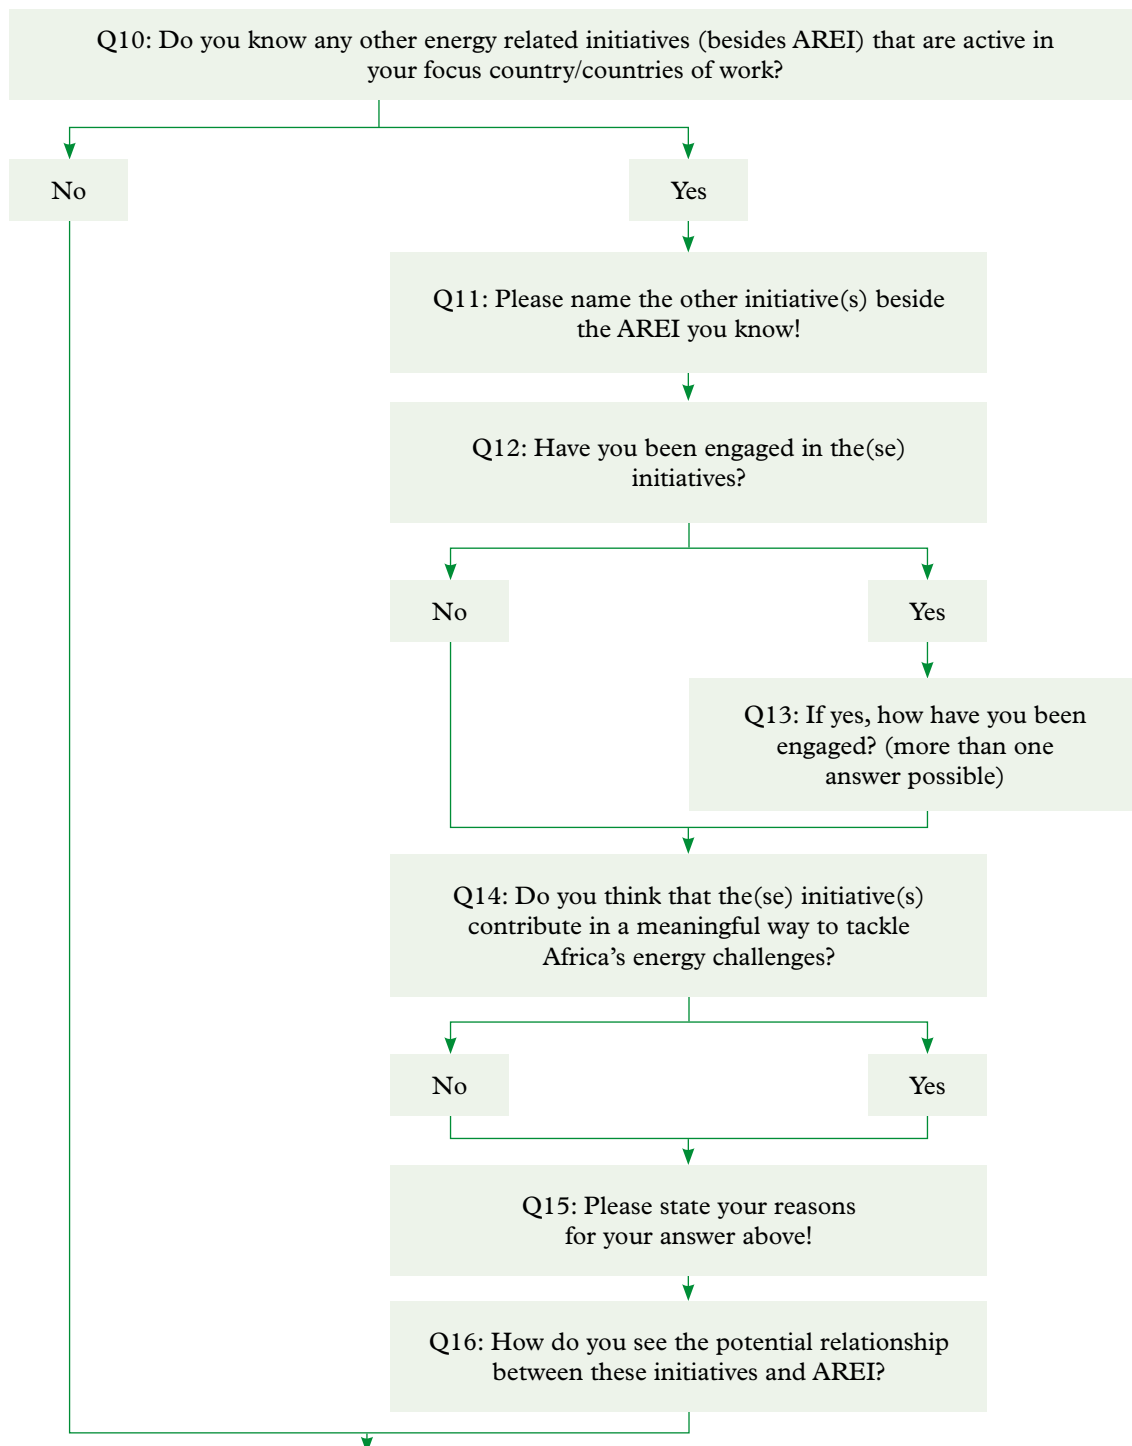 Q10: Do you know any other energy related initiatives (besides AREI) that are active in
your focus country/countries of work?
No
Yes
Q11: Please name the other initiative(s) beside
the AREI you know!
Q12: Have you been engaged in the(se)
initiatives?
No
Yes
Q13: If yes, how have you been
engaged? (more than one
answer possible)
Q14: Do you think that the(se) initiative(s)
contribute in a meaningful way to tackle
Africa’s energy challenges?
No
Yes
Q15: Please state your reasons
for your answer above!
Q16: How do you see the potential relationship
between these initiatives and AREI?